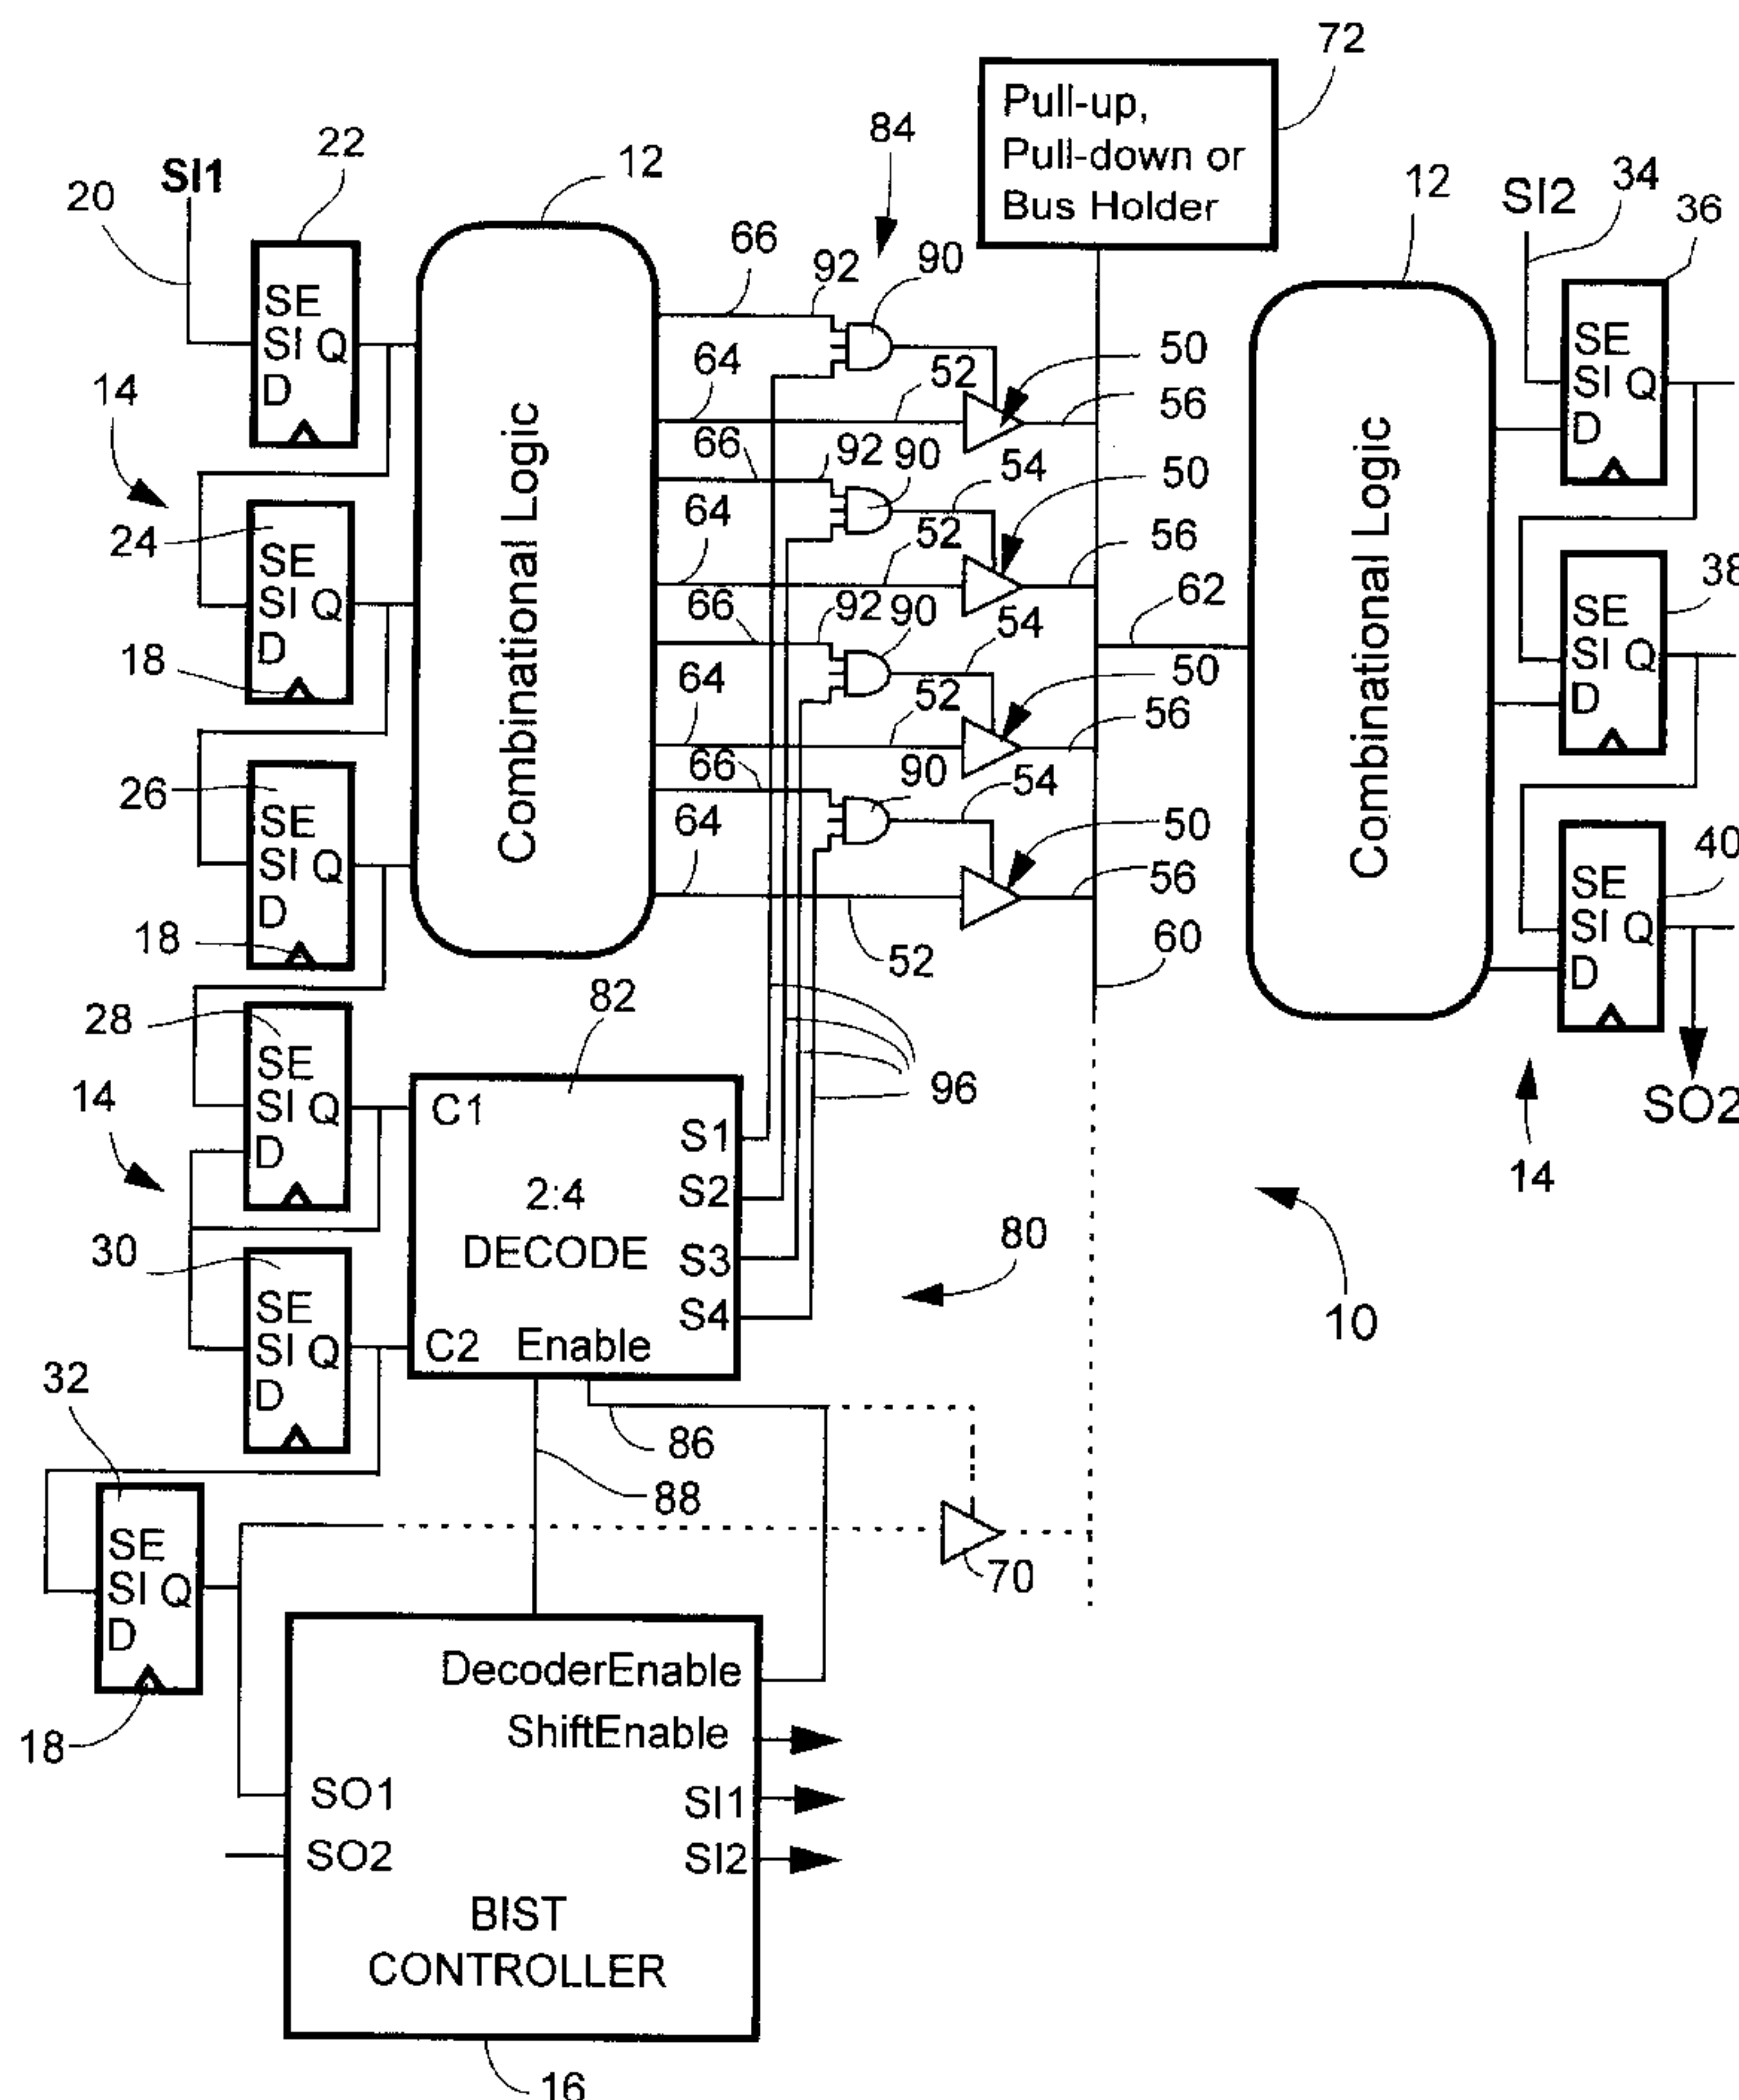 72
Pull-up,
Pull-down or
Bus Holder
84
22
12
SI1
20
66
92
90
12
SI2
34
36
SE
SI Q
D
64
52
50
56
SE
SI Q
D
14
66
92
90
54
50
24
64
52
56
SE
SI Q
D
Combinational Logic
Combinational Logic
38
SE
SI Q
D
18
66
92
90
54
62
64
52
50
56
26
66
90
54
SE
SI Q
D
64
50
40
SE
SI Q
D
56
18
52
60
28
82
SE
SI Q
D
14
C1
96
SO2
S1
14
2:4
S2
30
DECODE
S3
80
S4
10
SE
SI Q
D
C2
Enable
32
86
88
SE
SI Q
D
70
DecoderEnable
18
ShiftEnable
SO1
SI1
SO2
SI2
BIST
CONTROLLER
16